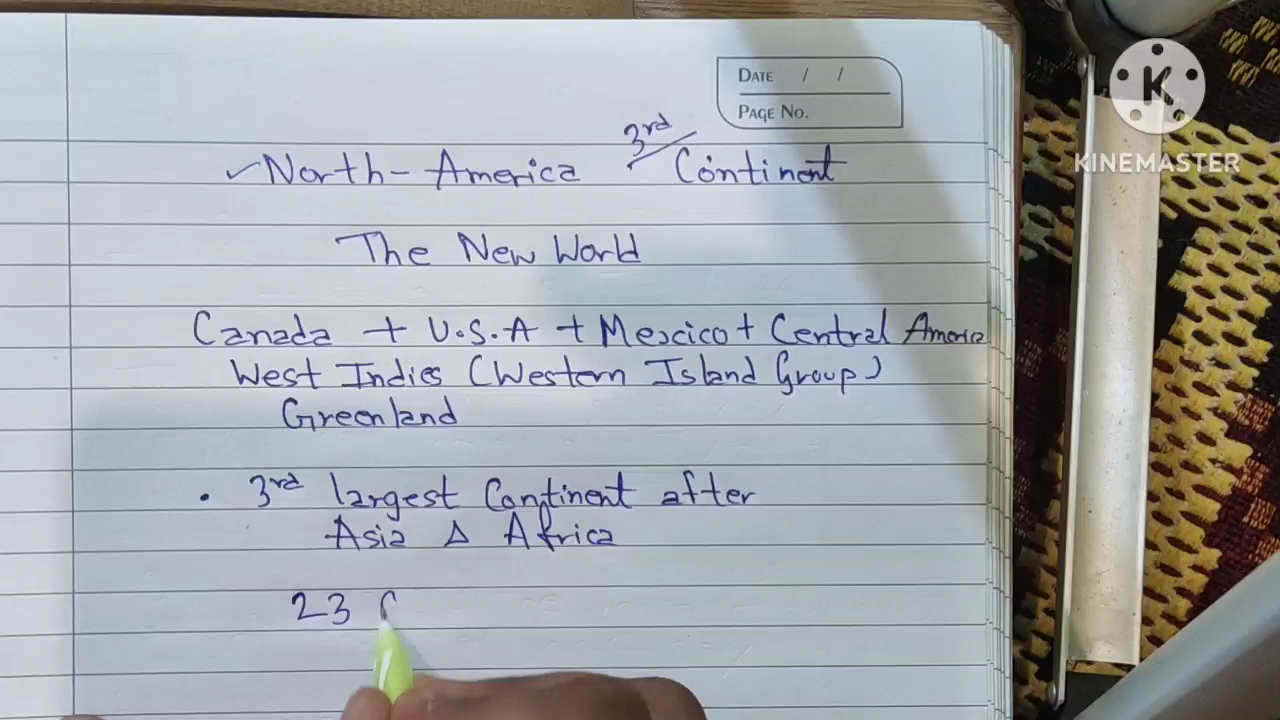 DATE / /
PAGE NO.
3rd
✓North-America Continent
The New World
Canada + U.S.A + Mexico + Central America
West Indies (Western Island Group)
Greenland
• 3rd largest Continent after
Asia & Africa
23
K
KINEMASTER